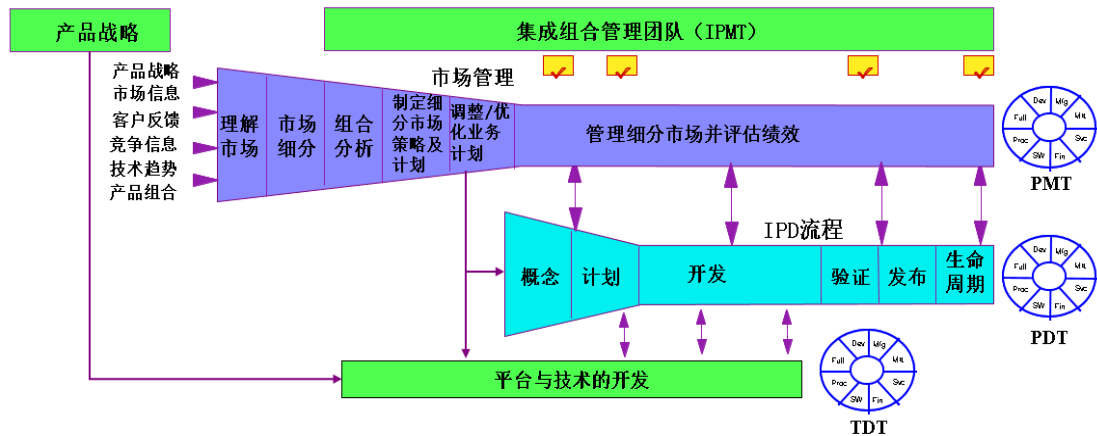 产品战略
集成组合管理团队（IPMT）
市场管理
产品战略
市场信息
客户反馈
竞争信息
技术趋势
产品组合
理解
市场
市场
细分
组合
分析
制定细
分市场
策略及
计划
调整/优
化业务
计划
管理细分市场并评估绩效
Dev
Mfg
Mkt
Svc
Fin
SW
Proc
Full
PMT
IPD流程
概念
计划
开发
验证
发布
生命
周期
Dev
Mfg
Mkt
Svc
Fin
SW
Proc
Full
PDT
平台与技术的开发
Dev
Mfg
Mkt
Svc
Fin
SW
Proc
Full
TDT